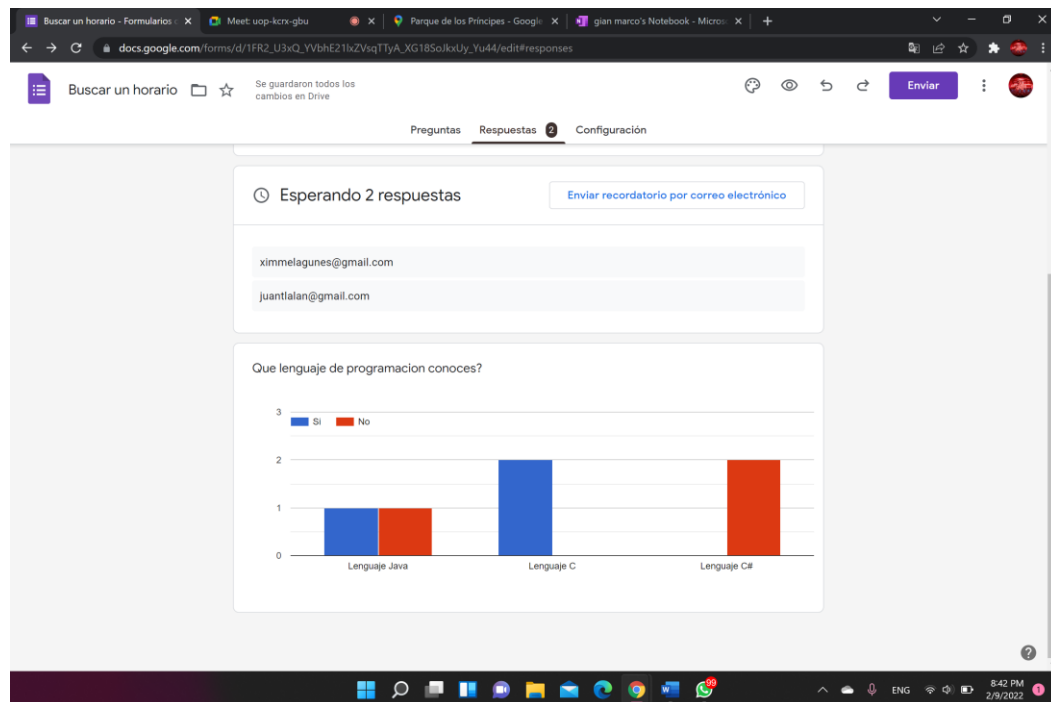 Buscar un horario - Formularios
Meet: uop-kcrx-gbu
Parque de los Príncipes - Google
gian marco's Notebook - Micros
docs.google.com/forms/d/1FR2_U3xQ_YVbhE21lxZVsqTTyA_XG18SoJkxUy_Yu44/edit#responses
Buscar un horario
Se guardaron todos los
cambios en Drive
Enviar
Preguntas
Respuestas 2
Configuración
Esperando 2 respuestas
Enviar recordatorio por correo electrónico
ximmelagunes@gmail.com
juantlalan@gmail.com
Que lenguaje de programacion conoces?
3
Si
No
2
1
0
Lenguaje Java
Lenguaje C
Lenguaje C#
99
ENG
8:42 PM
2/9/2022
1